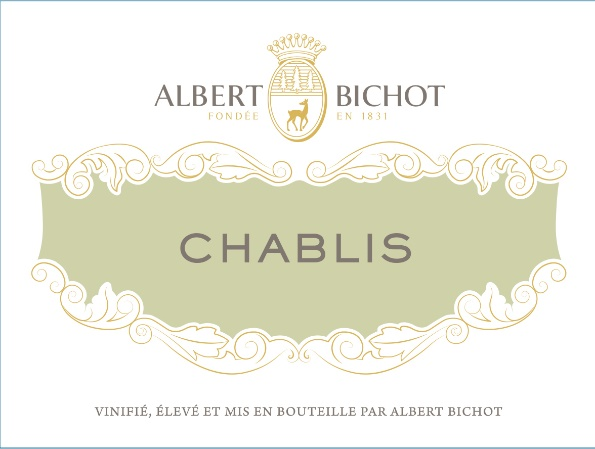 ALBERT BICHOT
FONDÉE EN 1831
CHABLIS
VINIFIÉ, ÉLEVÉ ET MIS EN BOUTEILLE PAR ALBERT BICHOT